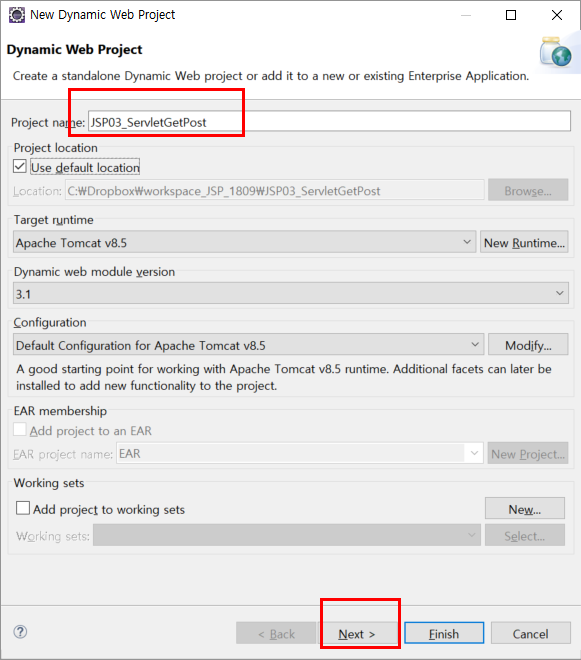 New Dynamic Web Project
Dynamic Web Project
Create a standalone Dynamic Web project or add it to a new or existing Enterprise Application.
Project name: JSP03_ServletGetPost
Project location
Use default location
Location: C:₩Dropbox₩workspace_JSP_1809₩JSP03_ServletGetPost Browse...
Target runtime
Apache Tomcat v8.5 New Runtime...
Dynamic web module version
3.1
Configuration
Default Configuration for Apache Tomcat v8.5 Modify...
A good starting point for working with Apache Tomcat v8.5 runtime. Additional facets can later be
installed to add new functionality to the project.
EAR membership
Add project to an EAR
EAR project name: EAR New Project...
Working sets
Add project to working sets New...
Working sets: Select...
? < Back Next > Finish Cancel